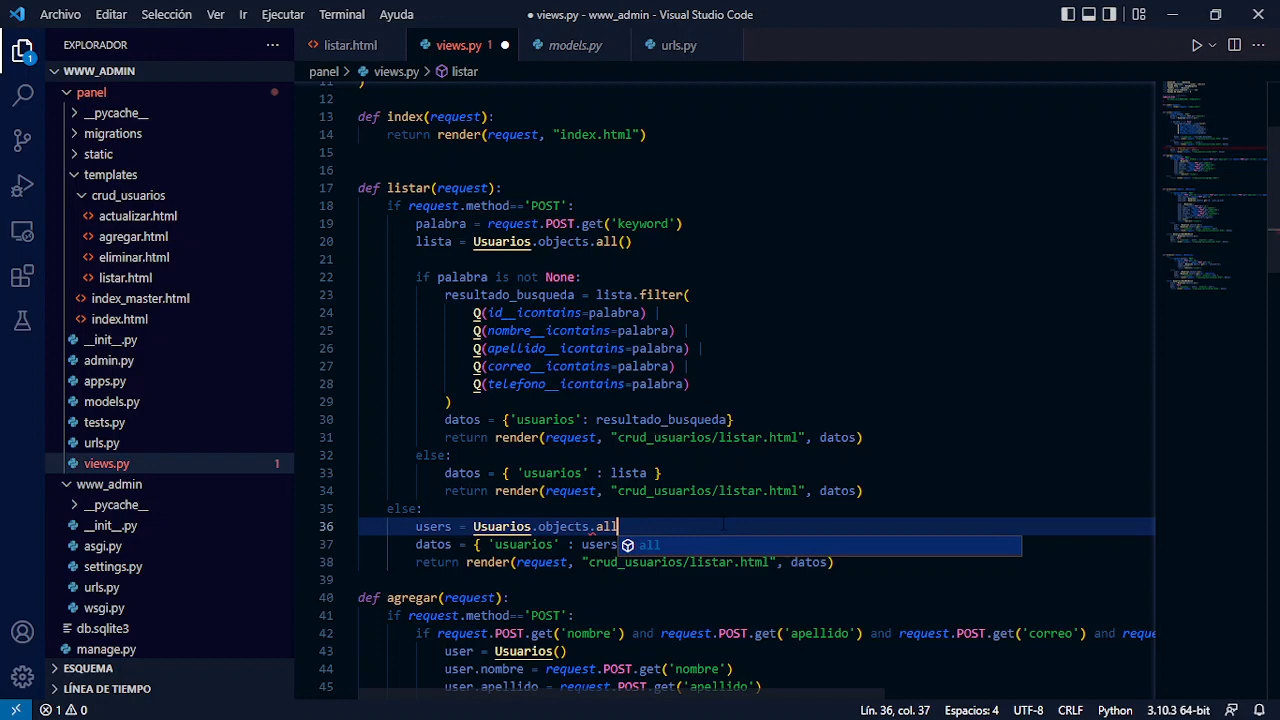 Archivo Editar Selección Ver Ir Ejecutar Terminal Ayuda
● views.py - www_admin - Visual Studio Code
EXPLORADOR
listar.html
views.py 1
models.py
urls.py
WWW_ADMIN
panel > views.py > listar
panel
__pycache__
migrations
static
templates
crud_usuarios
actualizar.html
agregar.html
eliminar.html
listar.html
index_master.html
index.html
__init__.py
admin.py
apps.py
models.py
tests.py
urls.py
views.py 1
www_admin
__pycache__
__init__.py
asgi.py
settings.py
urls.py
wsgi.py
db.sqlite3
manage.py
ESQUEMA
LÍNEA DE TIEMPO
1
11 )
12
13 def index(request):
14 return render(request, "index.html")
15
16
17 def listar(request):
18 if request.method=='POST':
19 palabra = request.POST.get('keyword')
20 lista = Usuarios.objects.all()
21
22 if palabra is not None:
23 resultado_busqueda = lista.filter(
24 Q(id__icontains=palabra) |
25 Q(nombre__icontains=palabra) |
26 Q(apellido__icontains=palabra) |
27 Q(correo__icontains=palabra) |
28 Q(telefono__icontains=palabra)
29 )
30 datos = {'usuarios': resultado_busqueda}
31 return render(request, "crud_usuarios/listar.html", datos)
32 else:
33 datos = { 'usuarios' : lista }
34 return render(request, "crud_usuarios/listar.html", datos)
35 else:
36 users = Usuarios.objects.all
37 datos = { 'usuarios' : users
all
38 return render(request, "crud_usuarios/listar.html", datos)
39
40 def agregar(request):
41 if request.method=='POST':
42 if request.POST.get('nombre') and request.POST.get('apellido') and request.POST.get('correo') and reque
43 user = Usuarios()
44 user.nombre = request.POST.get('nombre')
45 user.apellido = request.POST.get('apellido')
1 0
Lín. 36, col. 37 Espacios: 4 UTF-8 CRLF Python 3.10.3 64-bit